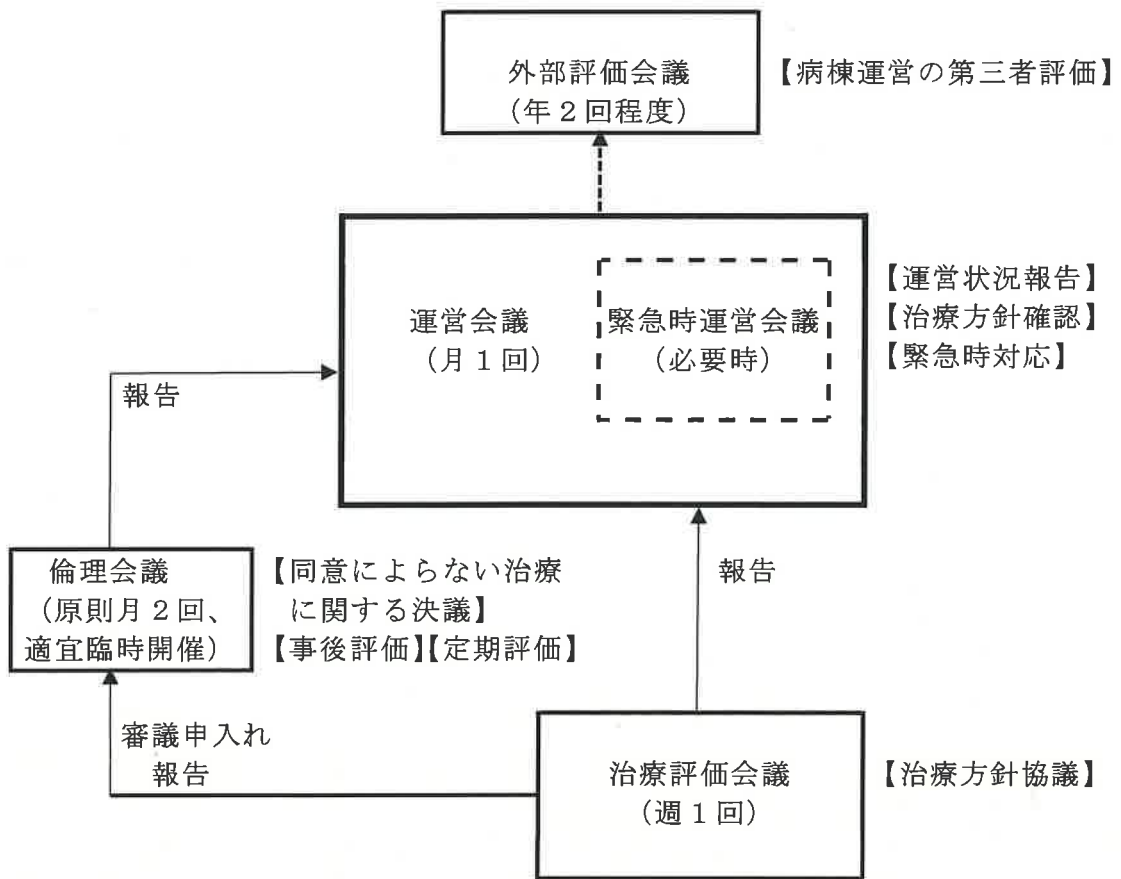 外部評価会議
(年2回程度)
【病棟運営の第三者評価】
運営会議
(月1回)
緊急時運営会議
(必要時)
【運営状況報告】
【治療方針確認】
【緊急時対応】
報告
倫理会議
(原則月2回、
適宜臨時開催)
【同意によらない治療
に関する決議】
【事後評価】【定期評価】
報告
審議申入れ
報告
治療評価会議
(週1回)
【治療方針協議】